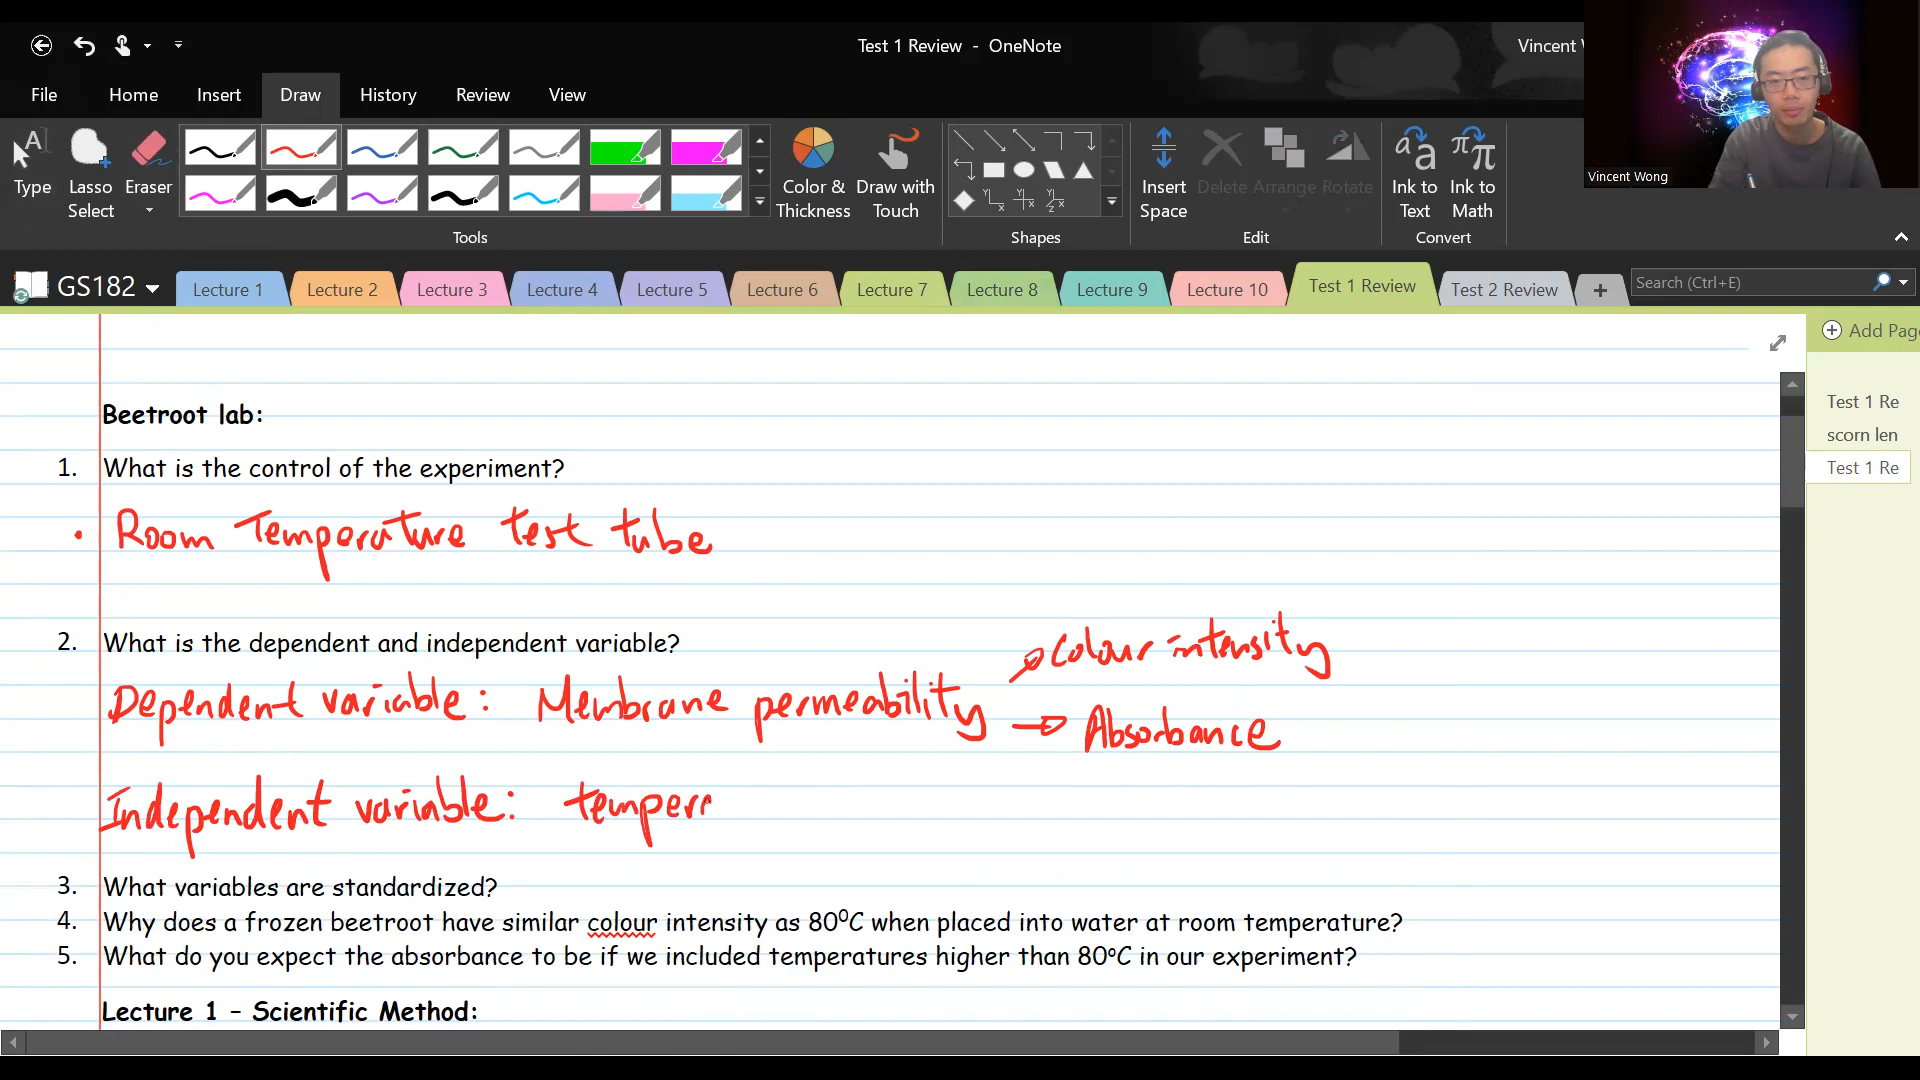 Test 1 Review - OneNote
Vincent W
Vincent Wong
File Home Insert Draw History Review View
Type
Lasso Select
Eraser
Color & Thickness
Draw with Touch
Insert Space
Delete Arrange Rotate
Ink to Text
Ink to Math
Tools Shapes Edit Convert
GS182 Lecture 1 Lecture 2 Lecture 3 Lecture 4 Lecture 5 Lecture 6 Lecture 7 Lecture 8 Lecture 9 Lecture 10 Test 1 Review Test 2 Review Search (Ctrl+E)
Add Pag
Test 1 Re
scorn len
Test 1 Re
Beetroot lab:
1. What is the control of the experiment?
• Room Temperature test tube
2. What is the dependent and independent variable?
Colour intensity
Dependent variable: Membrane permeability
Absorbance
Independent variable: temperr
3. What variables are standardized?
4. Why does a frozen beetroot have similar colour intensity as 80⁰C when placed into water at room temperature?
5. What do you expect the absorbance to be if we included temperatures higher than 80ºC in our experiment?
Lecture 1 – Scientific Method: